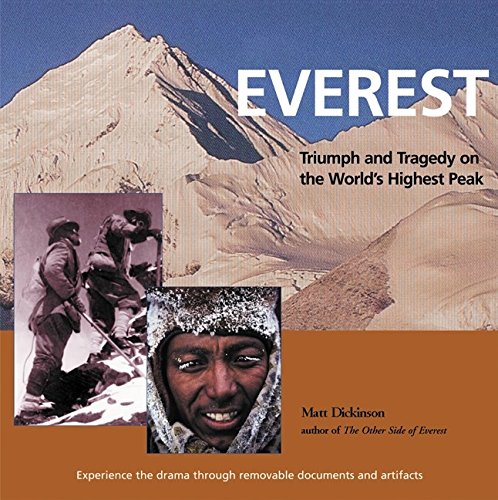 EVEREST
Triumph and Tragedy on
the World's Highest Peak
Matt Dickinson
author of The Other Side of Everest
Experience the drama through removable documents and artifacts